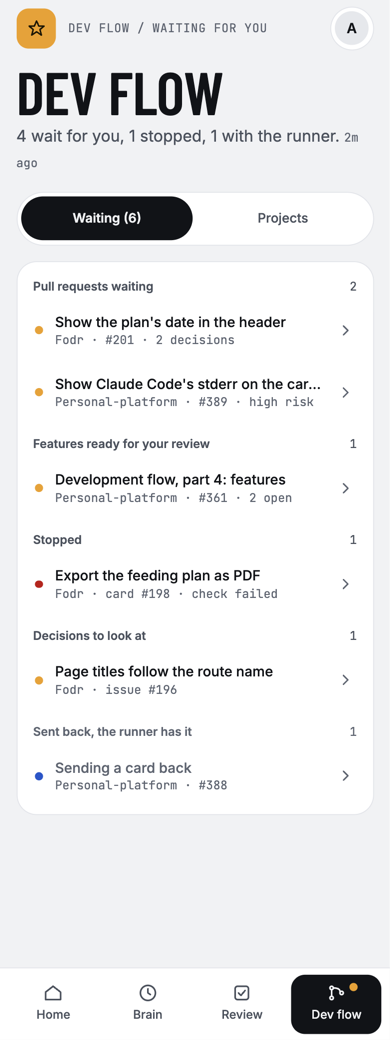 DEV FLOW / WAITING FOR YOU
A
DEV FLOW
4 wait for you, 1 stopped, 1 with the runner. 2m
ago
Waiting (6)
Projects
Pull requests waiting 2
Show the plan's date in the header
Fodr · #201 · 2 decisions
Show Claude Code's stderr on the car...
Personal-platform · #389 · high risk
Features ready for your review 1
Development flow, part 4: features
Personal-platform · #361 · 2 open
Stopped 1
Export the feeding plan as PDF
Fodr · card #198 · check failed
Decisions to look at 1
Page titles follow the route name
Fodr · issue #196
Sent back, the runner has it 1
Sending a card back
Personal-platform · #388
Home
Brain
Review
Dev flow